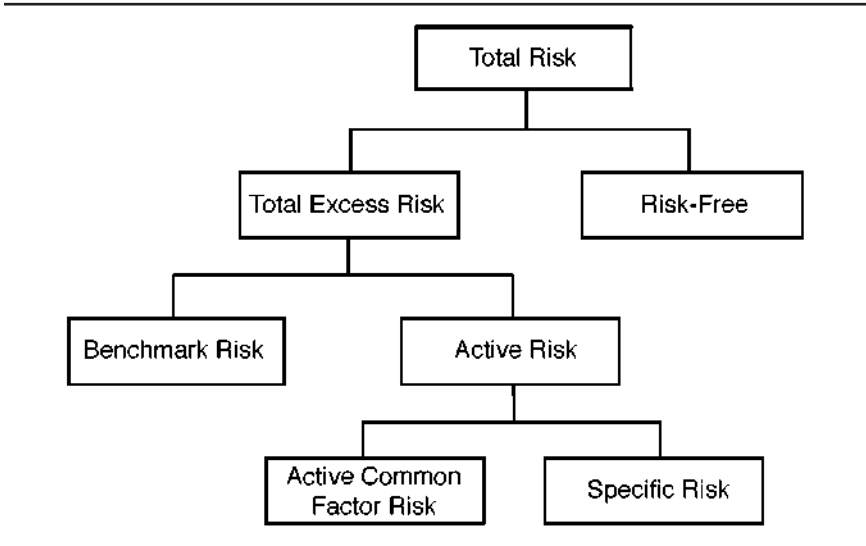 Total Risk
Total Excess Risk
Risk-Free
Benchmark Risk
Active Risk
Active Common
Factor Risk
Specific Risk